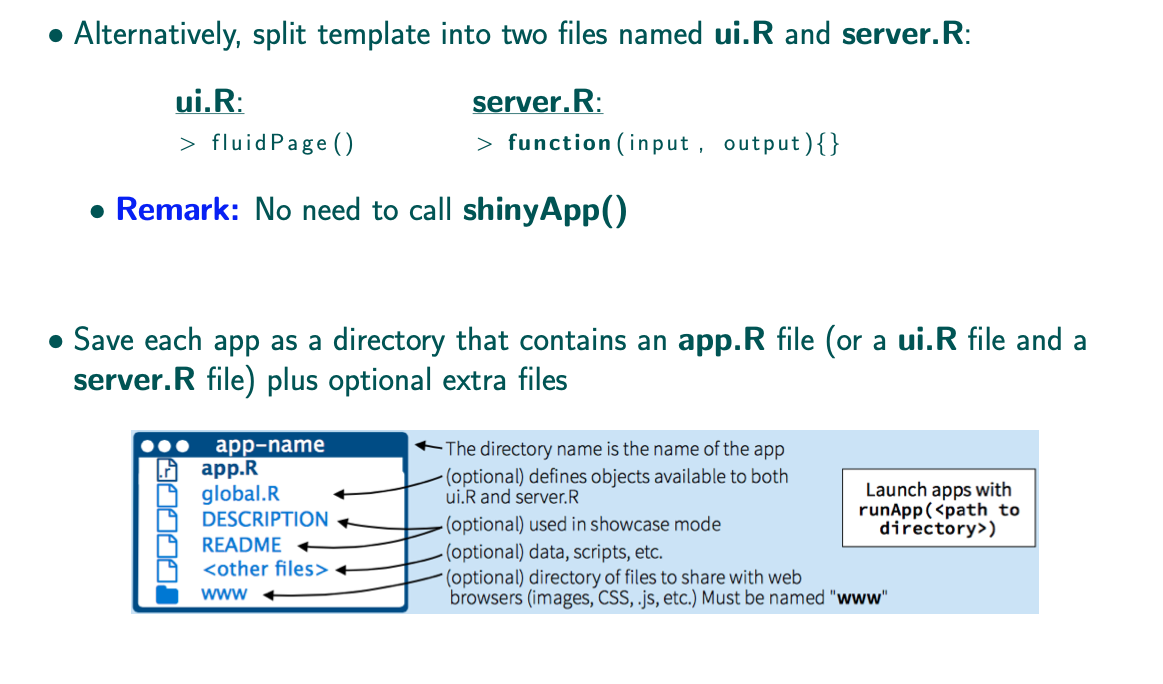 • Alternatively, split template into two files named ui.R and server.R:
ui.R: server.R:
> fluidPage() > function(input, output){}
• Remark: No need to call shinyApp()
• Save each app as a directory that contains an app.R file (or a ui.R file and a
server.R file) plus optional extra files
app-name
app.R
global.R
DESCRIPTION
README
<other files>
www
The directory name is the name of the app
(optional) defines objects available to both
ui.R and server.R
(optional) used in showcase mode
(optional) data, scripts, etc.
(optional) directory of files to share with web
browsers (images, CSS, .js, etc.) Must be named "www"
Launch apps with
runApp(<path to
directory>)